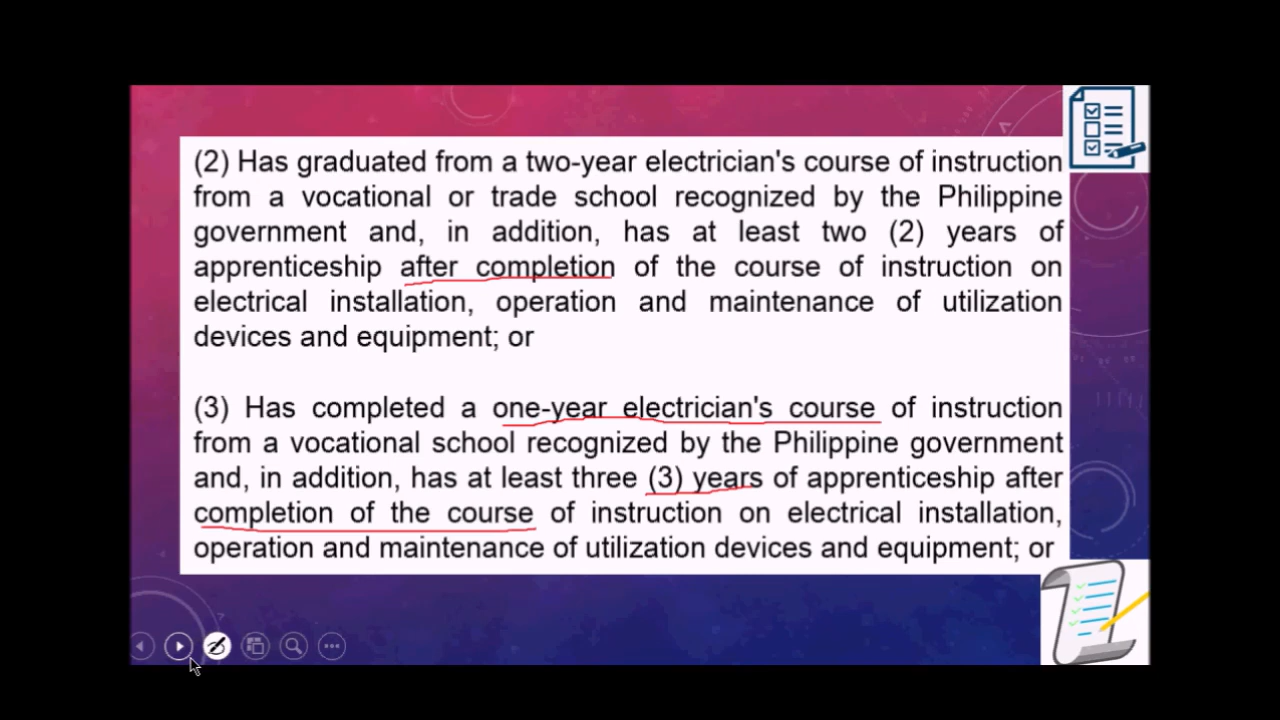 (2) Has graduated from a two-year electrician's course of instruction
from a vocational or trade school recognized by the Philippine
government and, in addition, has at least two (2) years of
apprenticeship after completion of the course of instruction on
electrical installation, operation and maintenance of utilization
devices and equipment; or
(3) Has completed a one-year electrician's course of instruction
from a vocational school recognized by the Philippine government
and, in addition, has at least three (3) years of apprenticeship after
completion of the course of instruction on electrical installation,
operation and maintenance of utilization devices and equipment; or